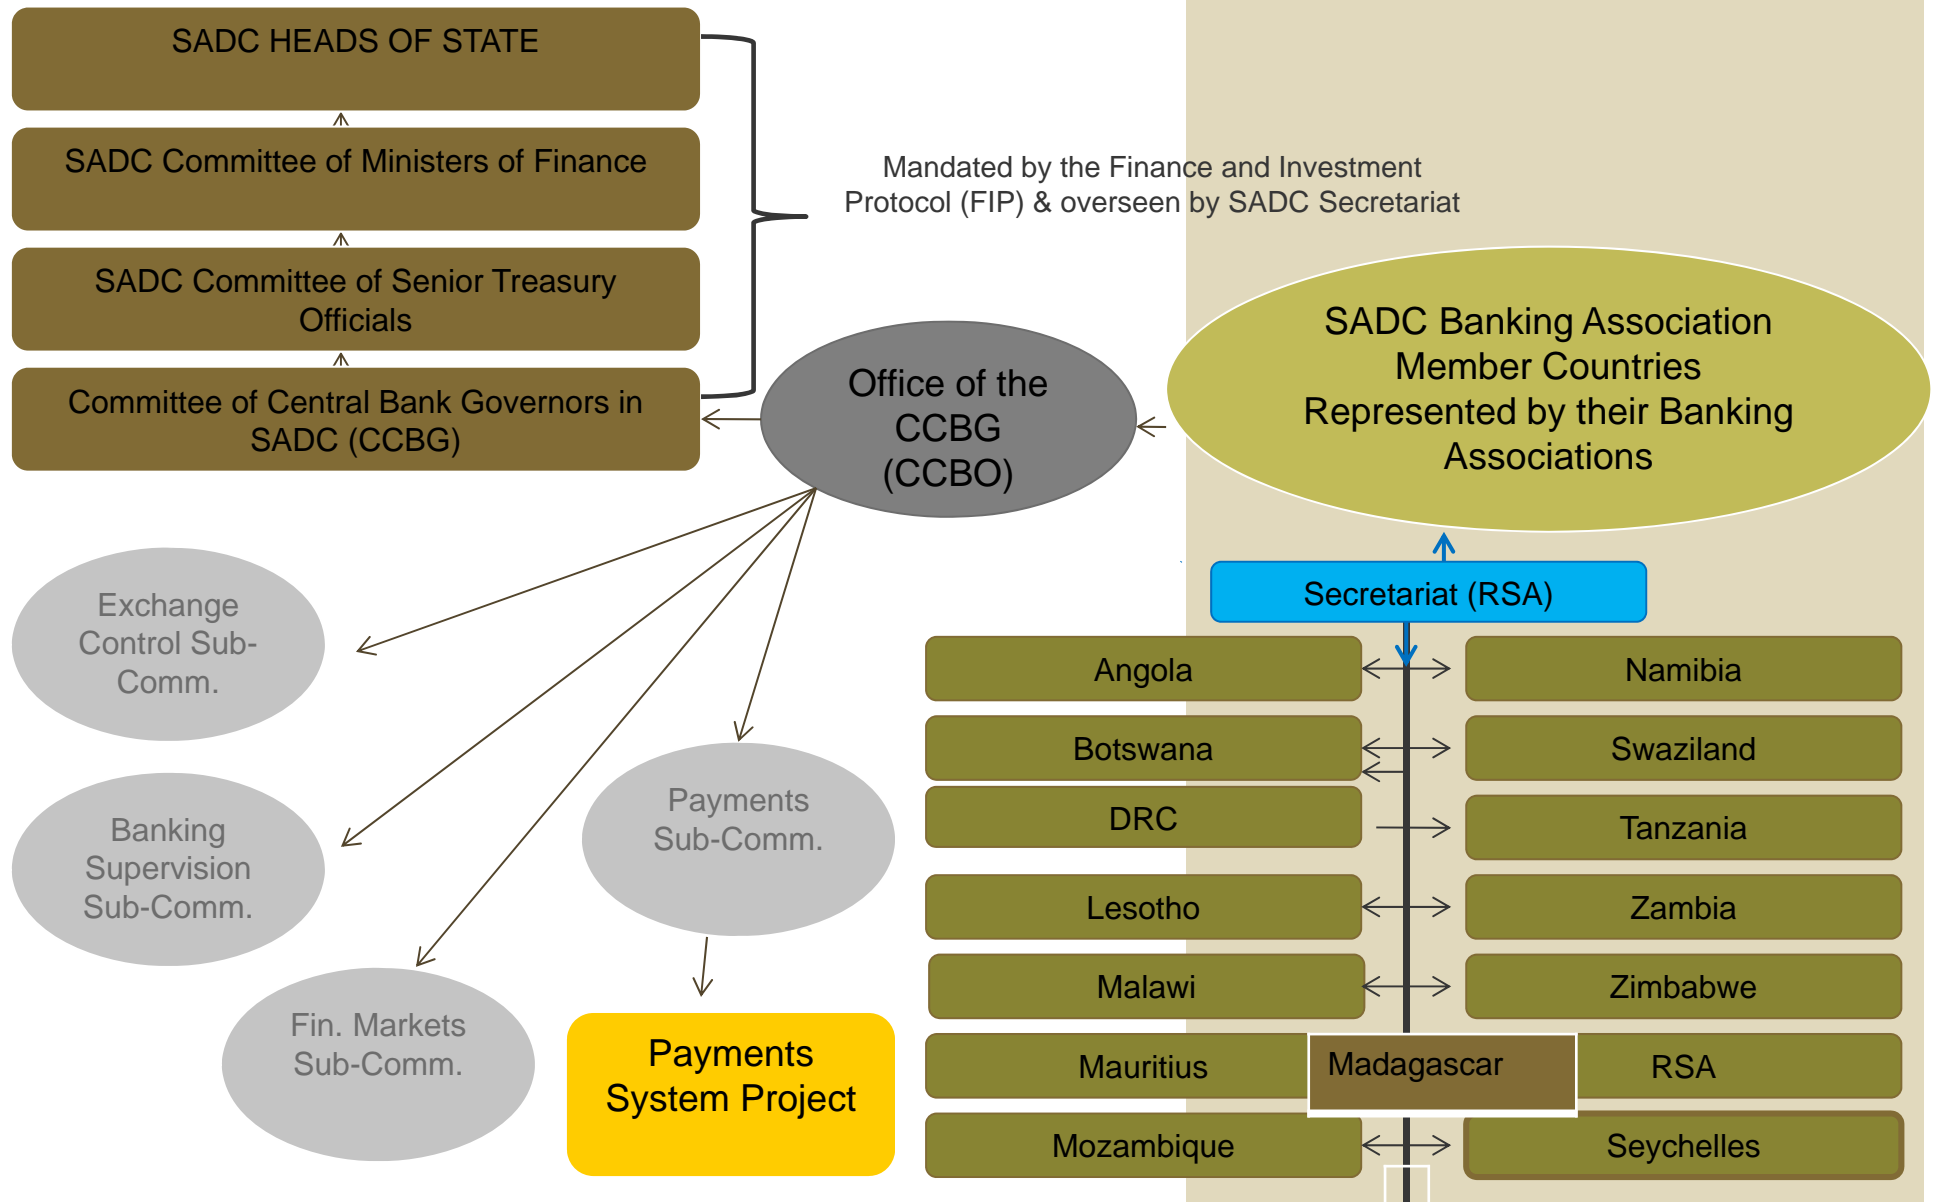 SADC HEADS OF STATE
SADC Committee of Ministers of Finance
SADC Committee of Senior Treasury
Officials
Committee of Central Bank Governors in
SADC (CCBG)
Mandated by the Finance and Investment
Protocol (FIP) & overseen by SADC Secretariat
Office of the
CCBG
(CCBO)
SADC Banking Association
Member Countries
Represented by their Banking
Associations
Secretariat (RSA)
Exchange
Control Sub-
Comm.
Banking
Supervision
Sub-Comm.
Fin. Markets
Sub-Comm.
Payments
Sub-Comm.
Payments
System Project
Angola
Namibia
Botswana
Swaziland
DRC
Tanzania
Lesotho
Zambia
Malawi
Zimbabwe
Mauritius
Madagascar
RSA
Mozambique
Seychelles